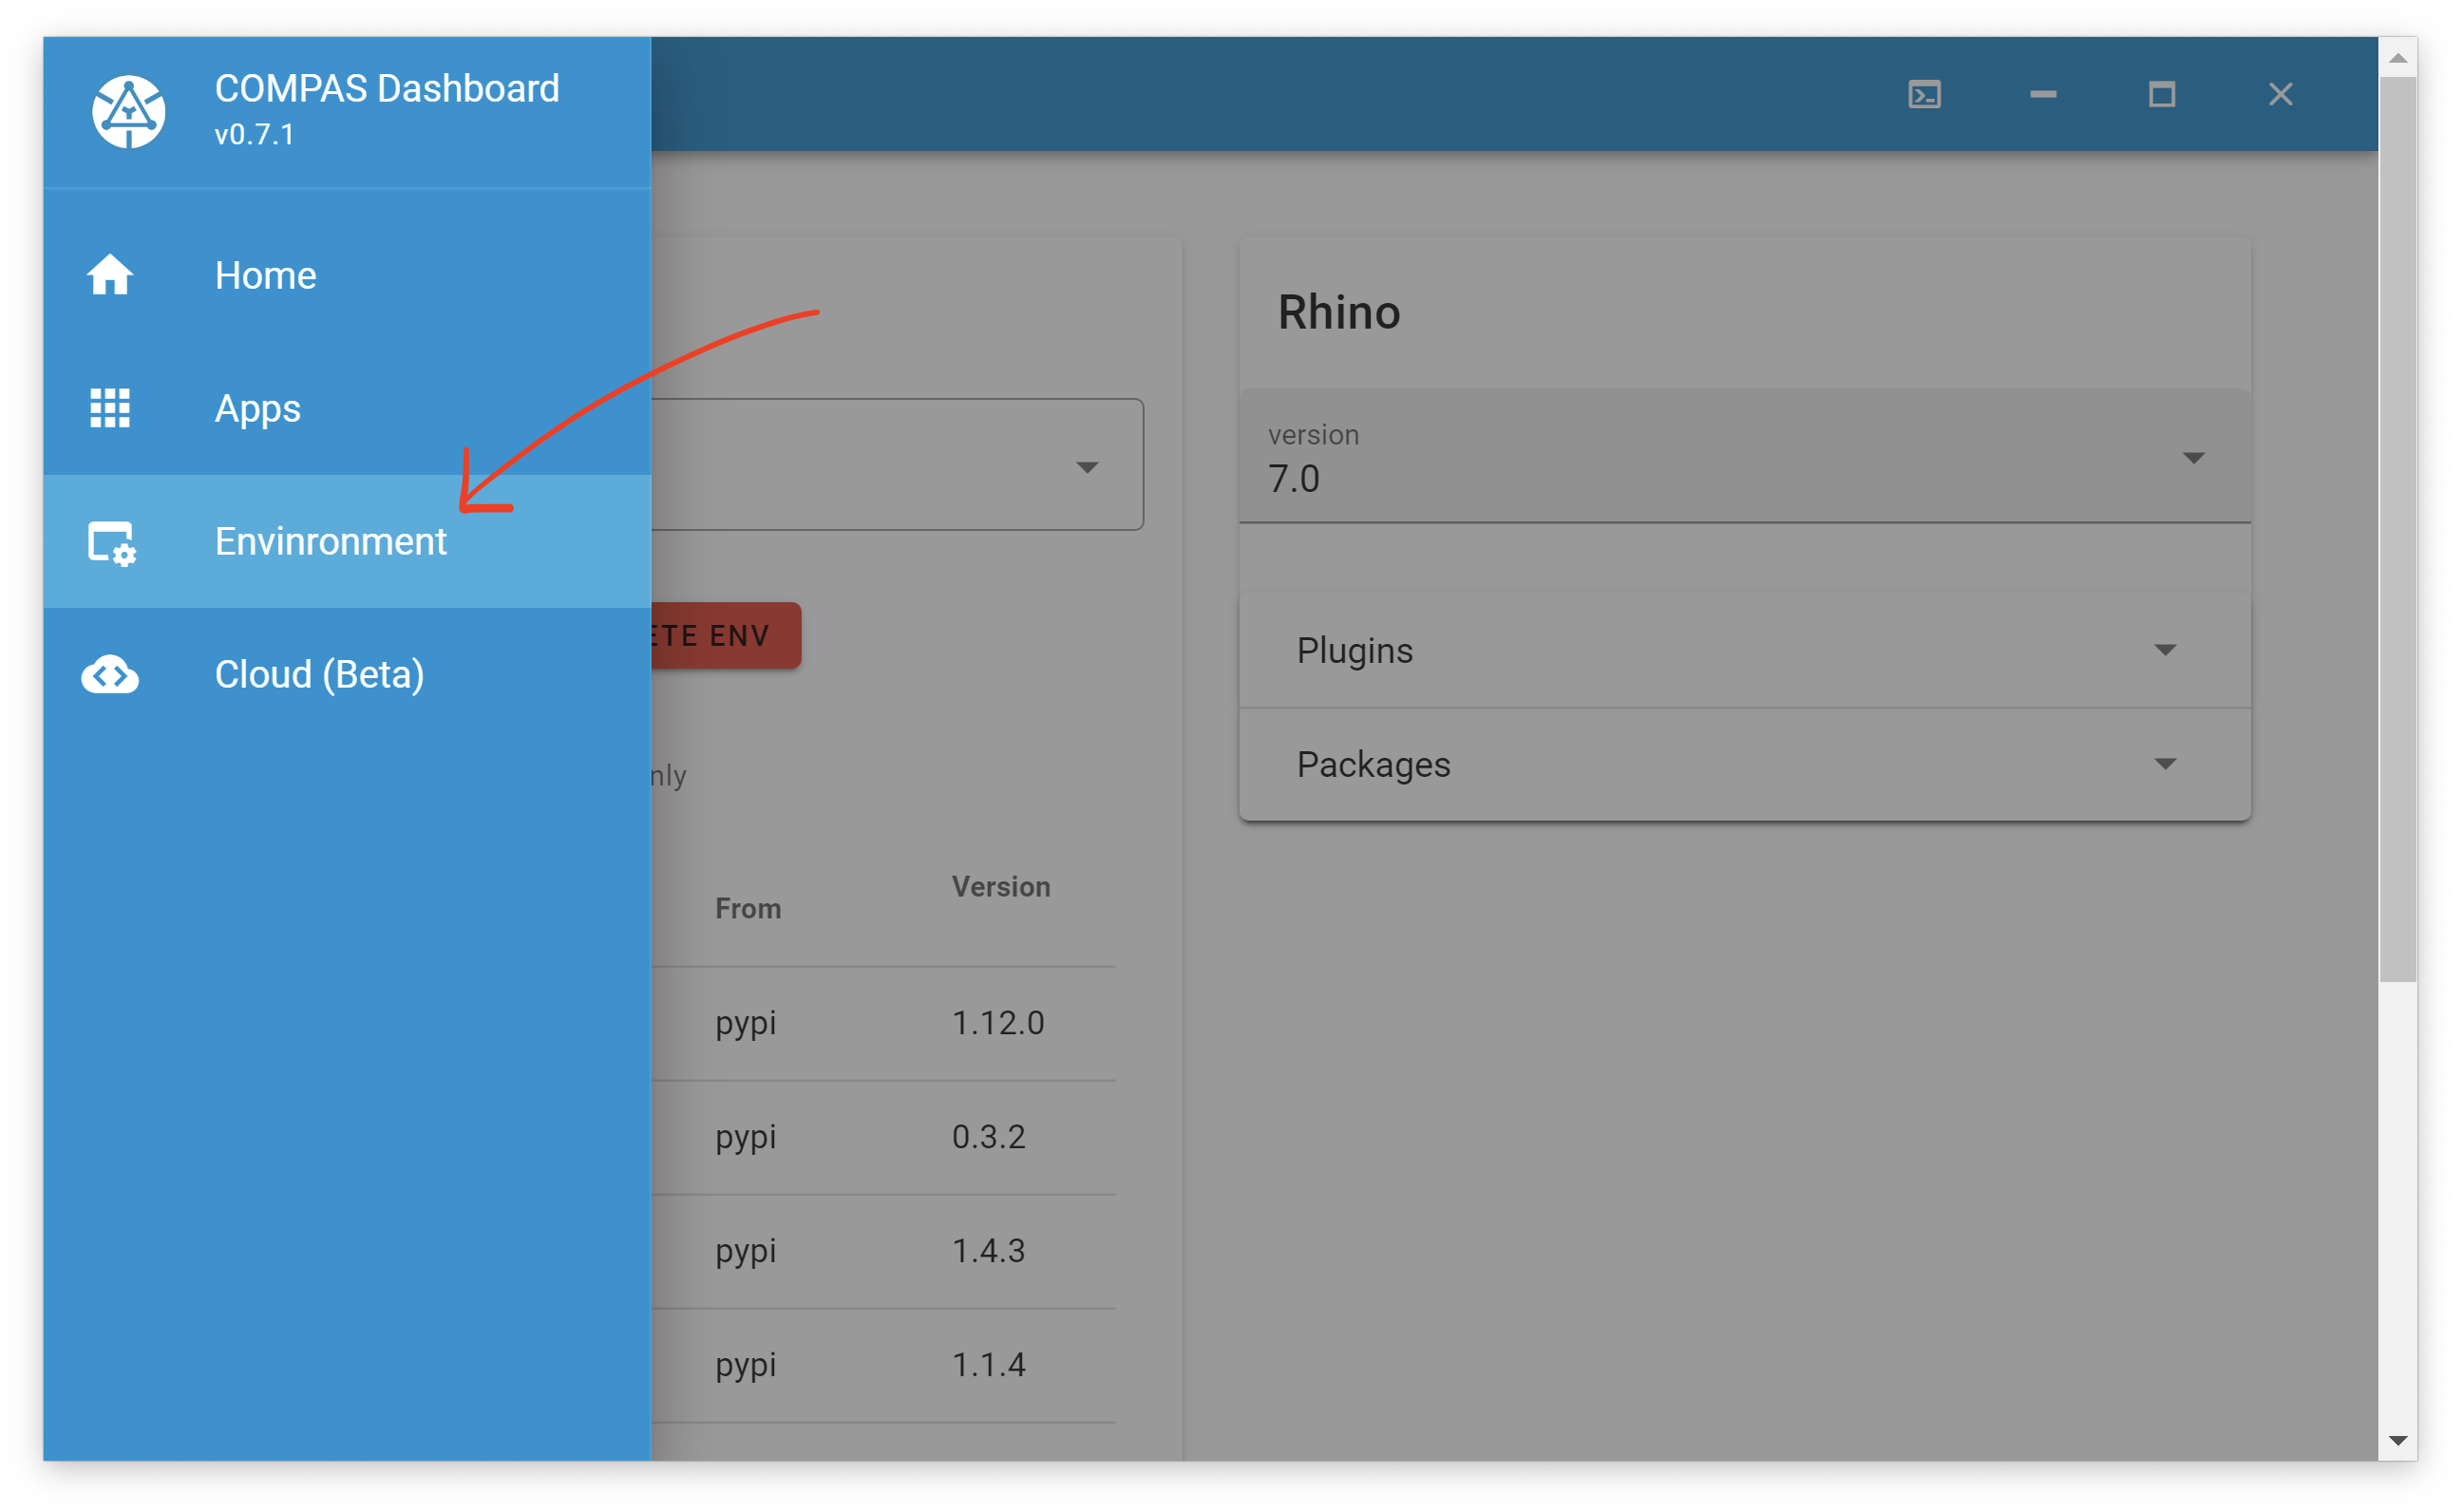 COMPAS Dashboard
v0.7.1
Home
Apps
Envinronment
Cloud (Beta)
ETE ENV
nly
From
Version
pypi
1.12.0
pypi
0.3.2
pypi
1.4.3
pypi
1.1.4
Rhino
version
7.0
Plugins
Packages